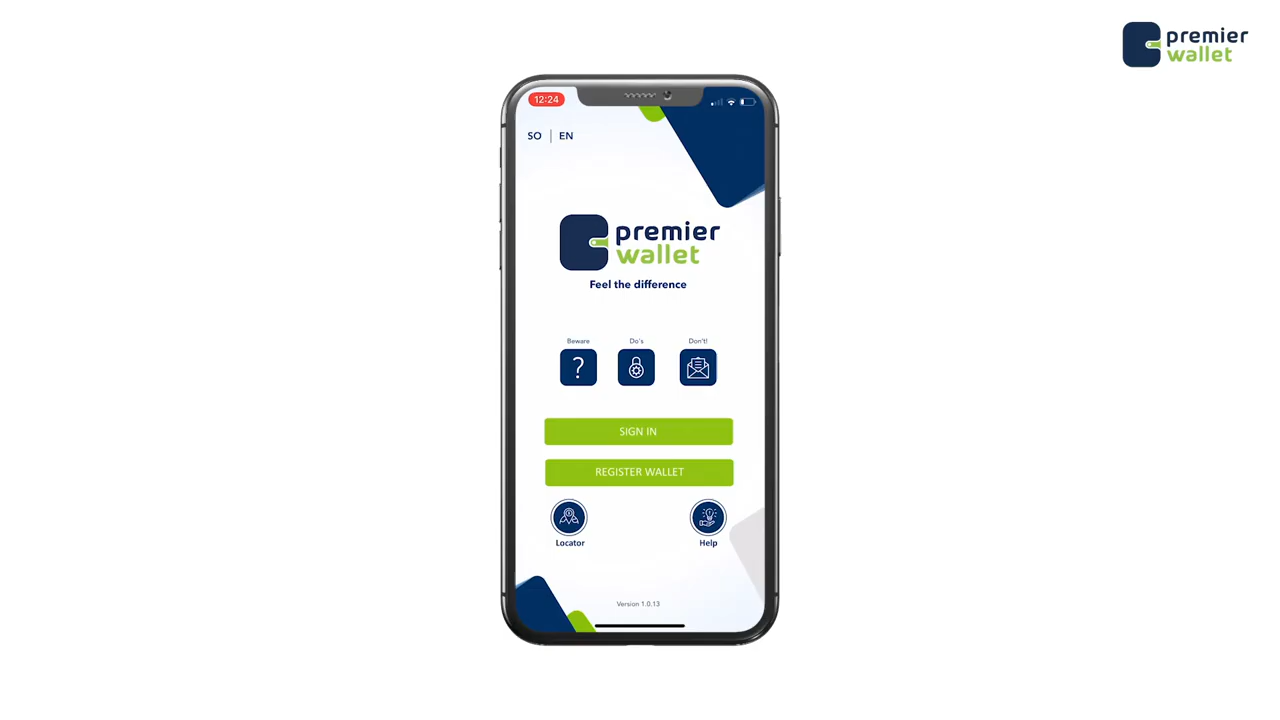 premier
wallet
12:24
SO | EN
premier
wallet
Feel the difference
Beware
Do's
Don't!
SIGN IN
REGISTER WALLET
Locator
Help
Version 1.0.13